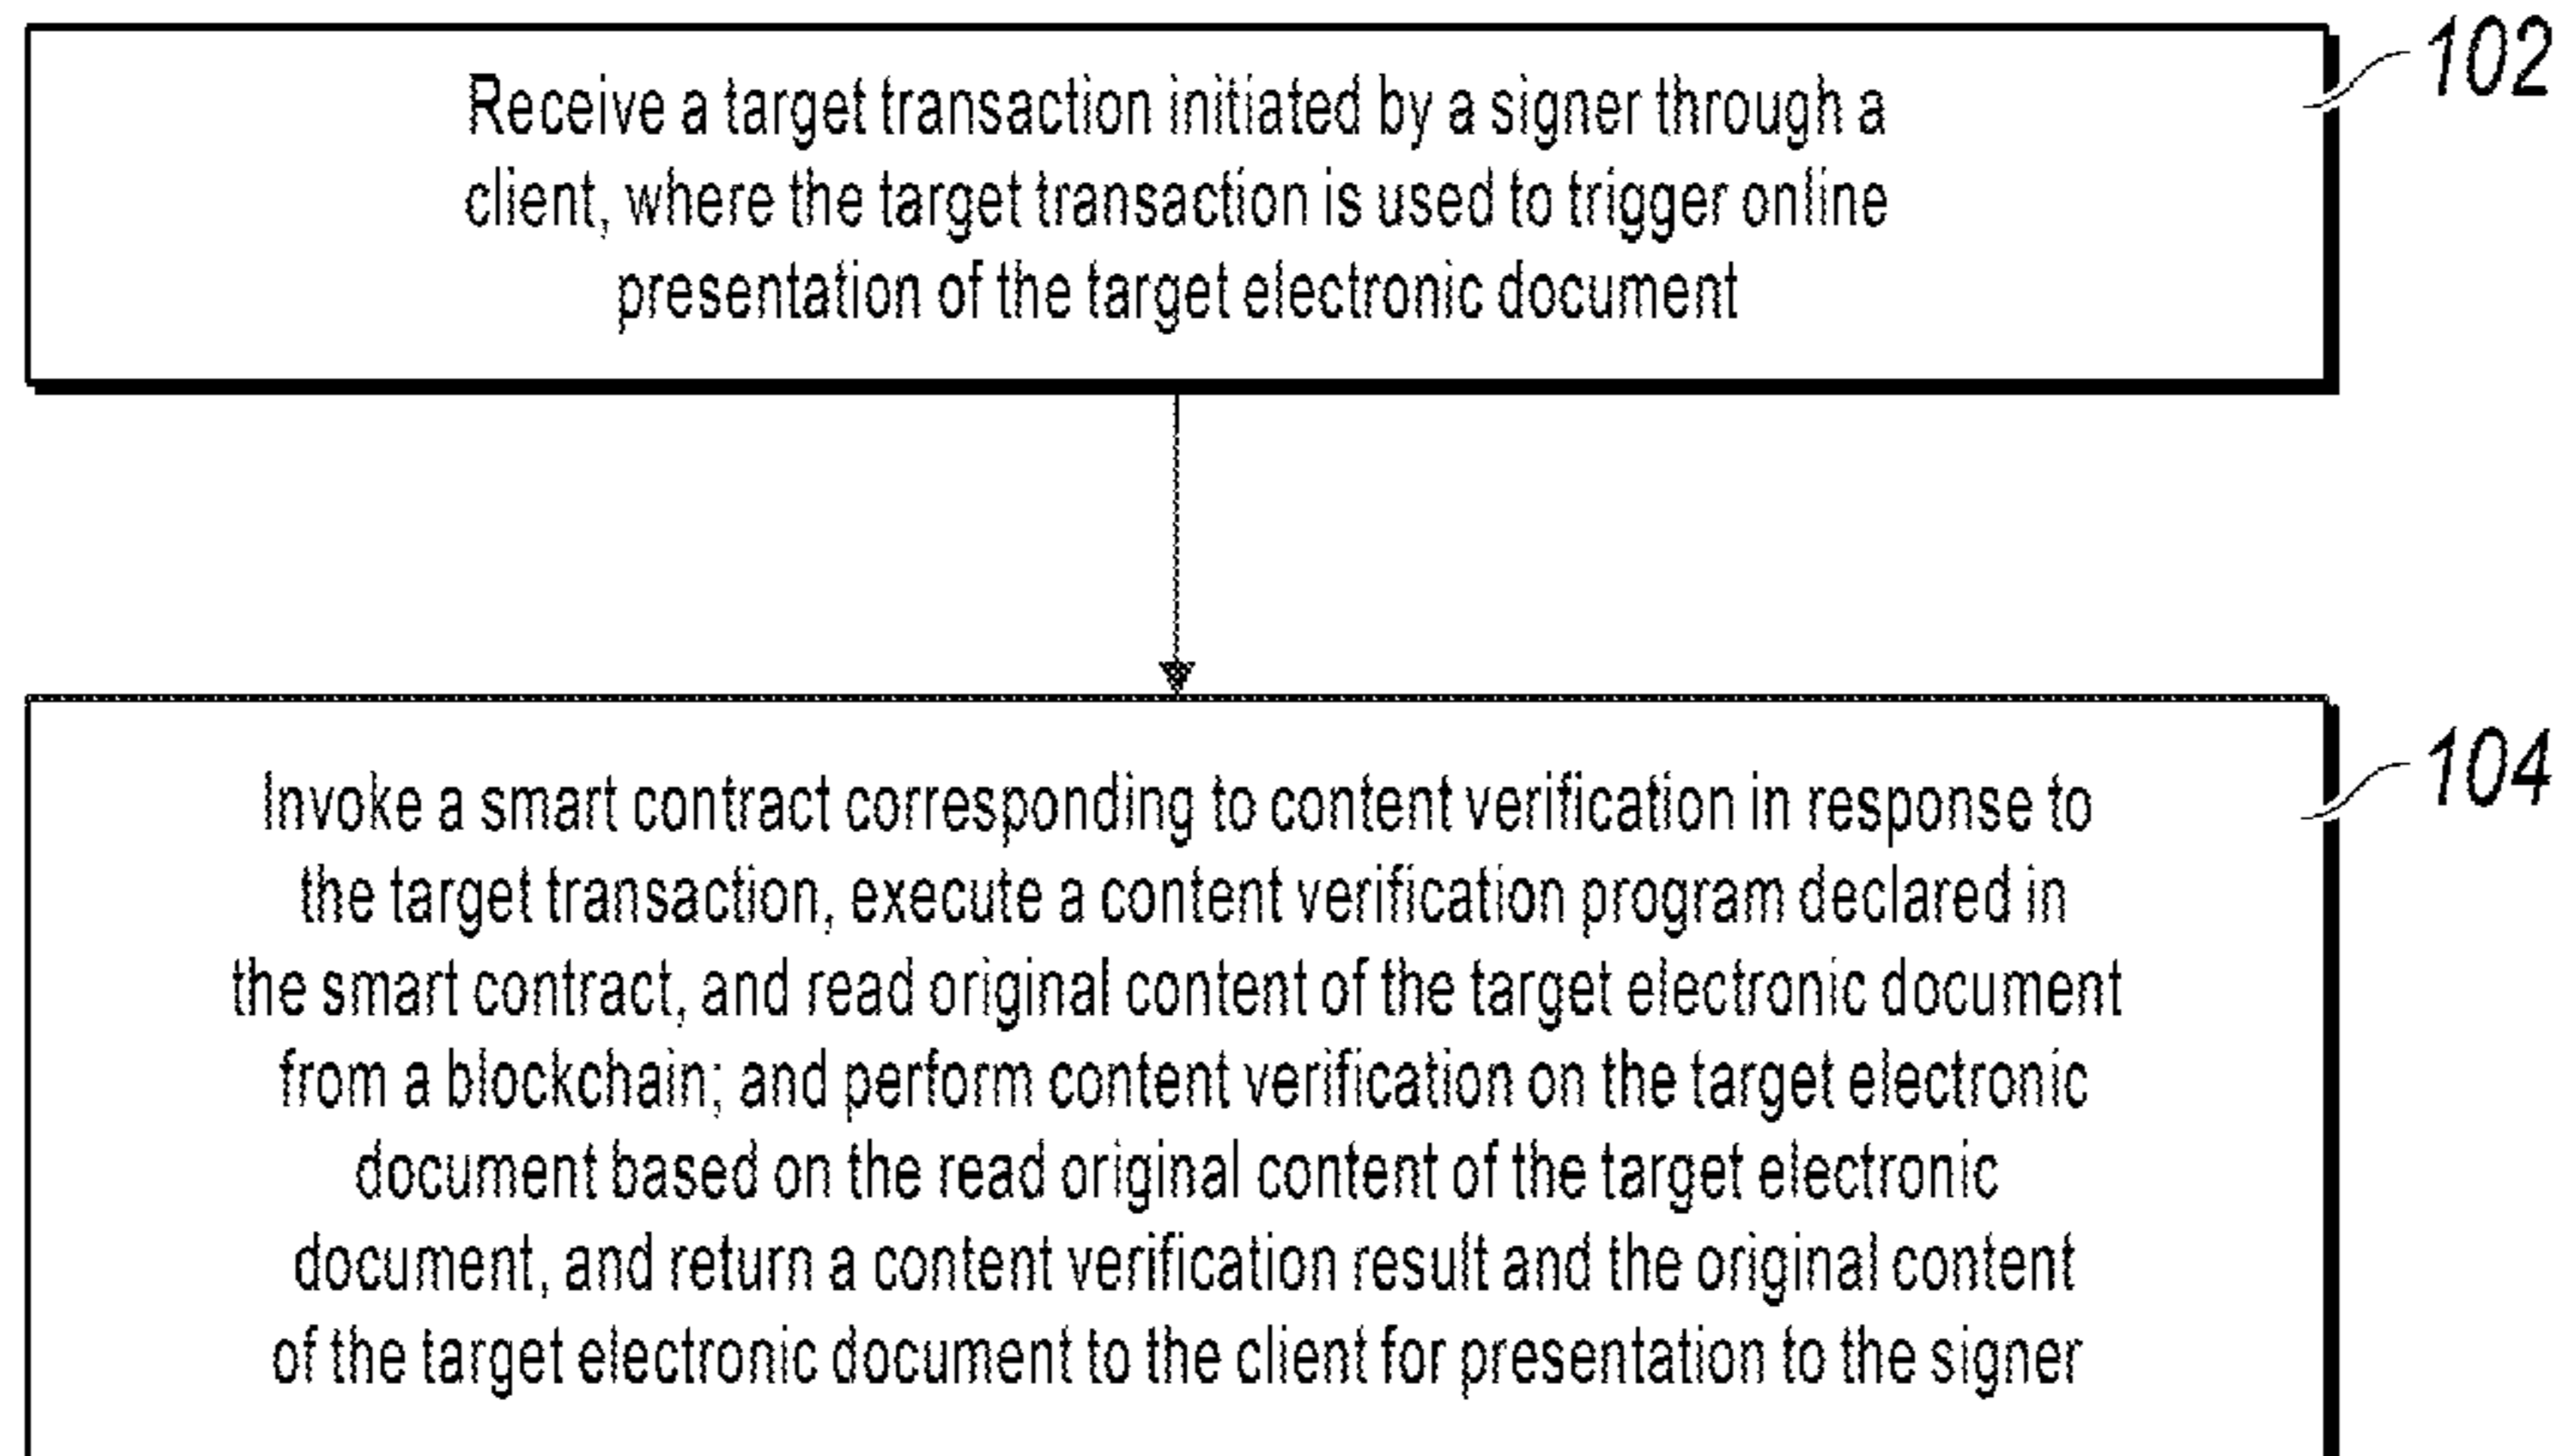 102
Receive a target transaction initiated by a signer through a
client, where the target transaction is used to trigger online
presentation of the target electronic document
104
Invoke a smart contract corresponding to content verification in response to
the target transaction, execute a content verification program declared in
the smart contract, and read original content of the target electronic document
from a blockchain; and perform content verification on the target electronic
document based on the read original content of the target electronic
document, and return a content verification result and the original content
of the target electronic document to the client for presentation to the signer